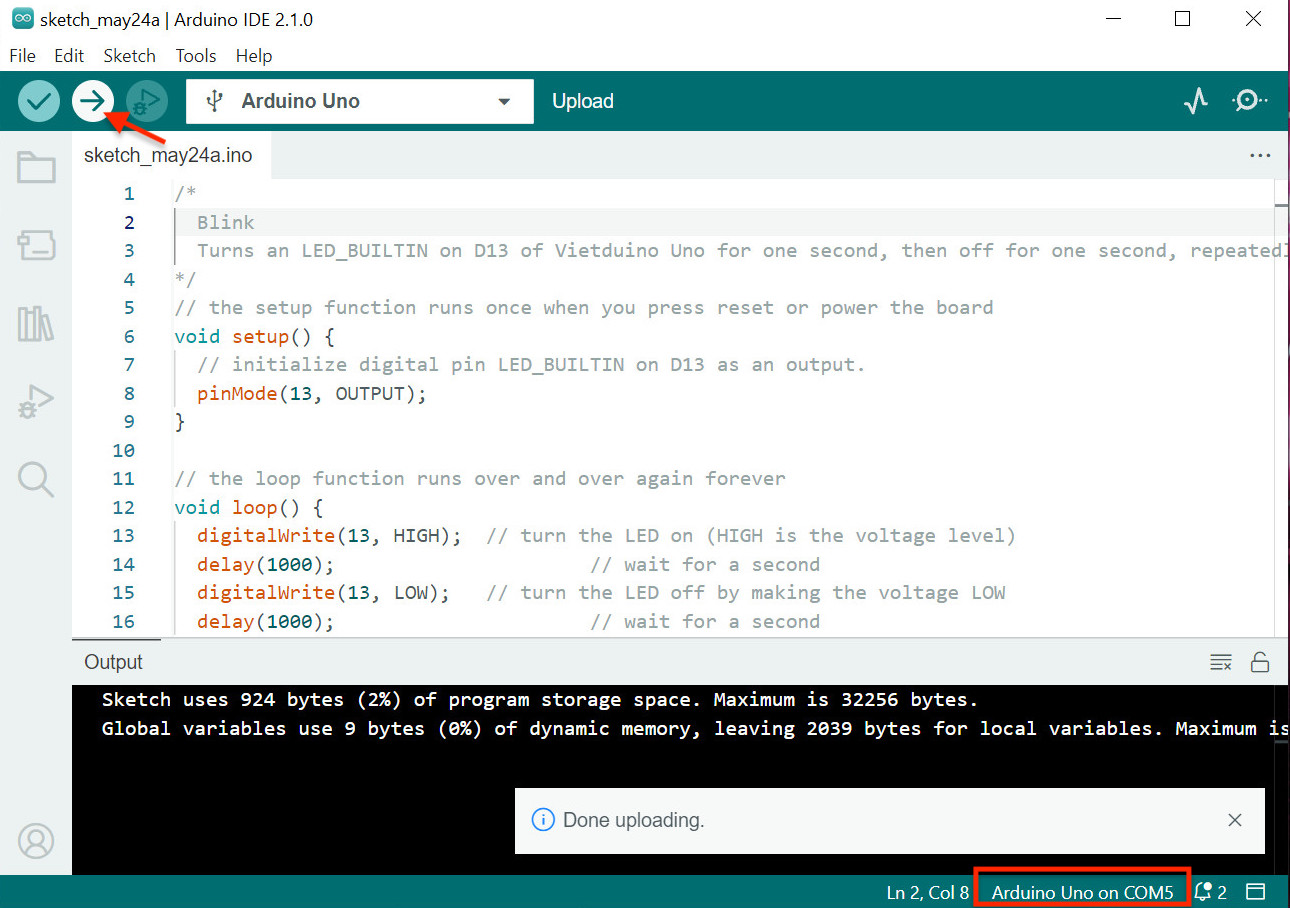 sketch_may24a | Arduino IDE 2.1.0
File Edit Sketch Tools Help
Arduino Uno
Upload
sketch_may24a.ino
1 /*
2 Blink
3 Turns an LED_BUILTIN on D13 of Vietduino Uno for one second, then off for one second, repeatedl
4 */
5 // the setup function runs once when you press reset or power the board
6 void setup() {
7 // initialize digital pin LED_BUILTIN on D13 as an output.
8 pinMode(13, OUTPUT);
9 }
10
11 // the loop function runs over and over again forever
12 void loop() {
13 digitalWrite(13, HIGH); // turn the LED on (HIGH is the voltage level)
14 delay(1000); // wait for a second
15 digitalWrite(13, LOW); // turn the LED off by making the voltage LOW
16 delay(1000); // wait for a second
Output
Sketch uses 924 bytes (2%) of program storage space. Maximum is 32256 bytes.
Global variables use 9 bytes (0%) of dynamic memory, leaving 2039 bytes for local variables. Maximum is
Done uploading.
Ln 2, Col 8 Arduino Uno on COM5 2